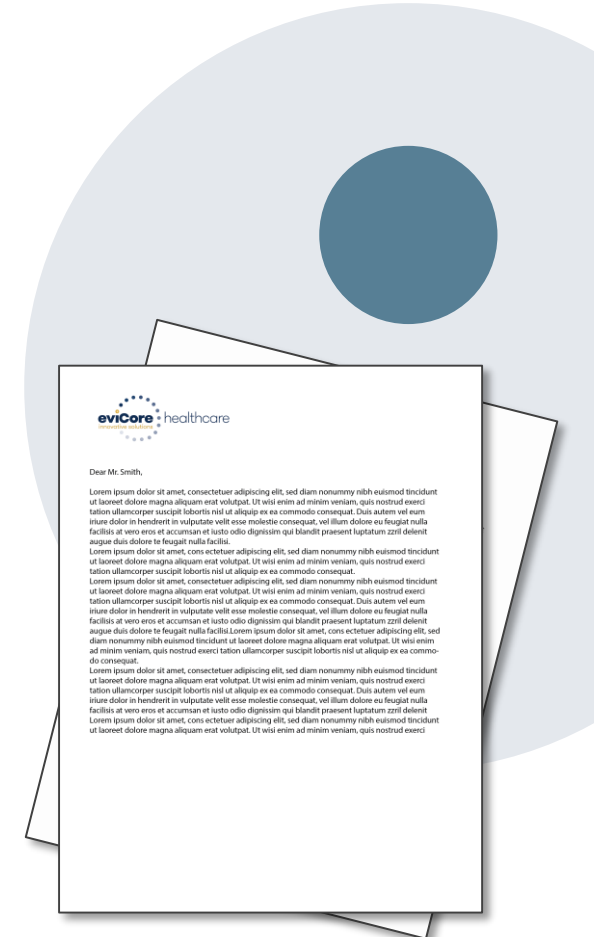 eviCore healthcare
innovative solutions
Dear Mr. Smith,
Lorem ipsum dolor sit amet, consectetuer adipiscing elit, sed diam nonummy nibh euismod tincidunt
ut laoreet dolore magna aliquam erat volutpat. Ut wisi enim ad minim veniam, quis nostrud exerci
tation ullamcorper suscipit lobortis nisl ut aliquip ex ea commodo consequat. Duis autem vel eum
iriure dolor in hendrerit in vulputate velit esse molestie consequat, vel illum dolore eu feugiat nulla
facilisis at vero eros et accumsan et iusto odio dignissim qui blandit praesent luptatum zzril delenit
augue duis dolore te feugait nulla facilisi.
Lorem ipsum dolor sit amet, cons ectetuer adipiscing elit, sed diam nonummy nibh euismod tincidunt
ut laoreet dolore magna aliquam erat volutpat. Ut wisi enim ad minim veniam, quis nostrud exerci
tation ullamcorper suscipit lobortis nisl ut aliquip ex ea commodo consequat.
Lorem ipsum dolor sit amet, consectetuer adipiscing elit, sed diam nonummy nibh euismod tincidunt
ut laoreet dolore magna aliquam erat volutpat. Ut wisi enim ad minim veniam, quis nostrud exerci
tation ullamcorper suscipit lobortis nisl ut aliquip ex ea commodo consequat. Duis autem vel eum
iriure dolor in hendrerit in vulputate velit esse molestie consequat, vel illum dolore eu feugiat nulla
facilisis at vero eros et accumsan et iusto odio dignissim qui blandit praesent luptatum zzril delenit
augue duis dolore te feugait nulla facilisi.Lorem ipsum dolor sit amet, cons ectetuer adipiscing elit, sed
diam nonummy nibh euismod tincidunt ut laoreet dolore magna aliquam erat volutpat. Ut wisi enim
ad minim veniam, quis nostrud exerci tation ullamcorper suscipit lobortis nisl ut aliquip ex ea commo-
do consequat.
Lorem ipsum dolor sit amet, consectetuer adipiscing elit, sed diam nonummy nibh euismod tincidunt
ut laoreet dolore magna aliquam erat volutpat. Ut wisi enim ad minim veniam, quis nostrud exerci
tation ullamcorper suscipit lobortis nisl ut aliquip ex ea commodo consequat. Duis autem vel eum
iriure dolor in hendrerit in vulputate velit esse molestie consequat, vel illum dolore eu feugiat nulla
facilisis at vero eros et accumsan et iusto odio dignissim qui blandit praesent luptatum zzril delenit
Lorem ipsum dolor sit amet, cons ectetuer adipiscing elit, sed diam nonummy nibh euismod tincidunt
ut laoreet dolore magna aliquam erat volutpat. Ut wisi enim ad minim veniam, quis nostrud exerci